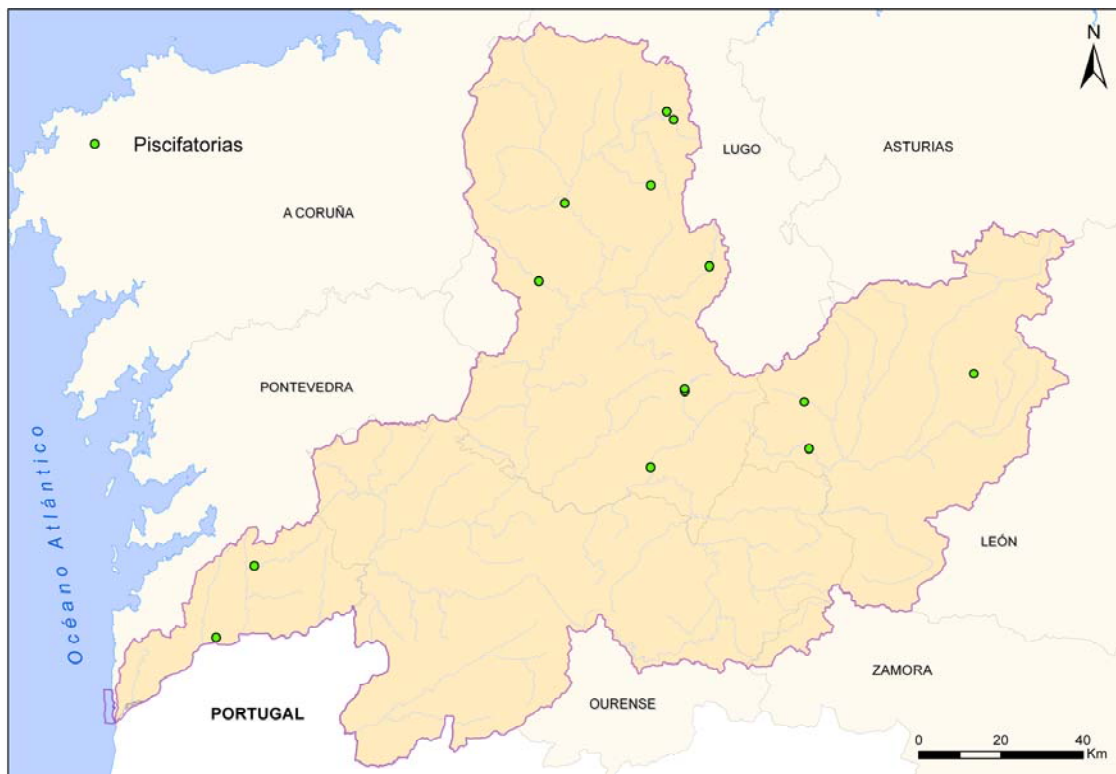 N
Piscifatorias
LUGO
ASTURIAS
A CORUÑA
PONTEVEDRA
Océano Atlántico
LEÓN
ZAMORA
OURENSE
PORTUGAL
0 20 40
Km